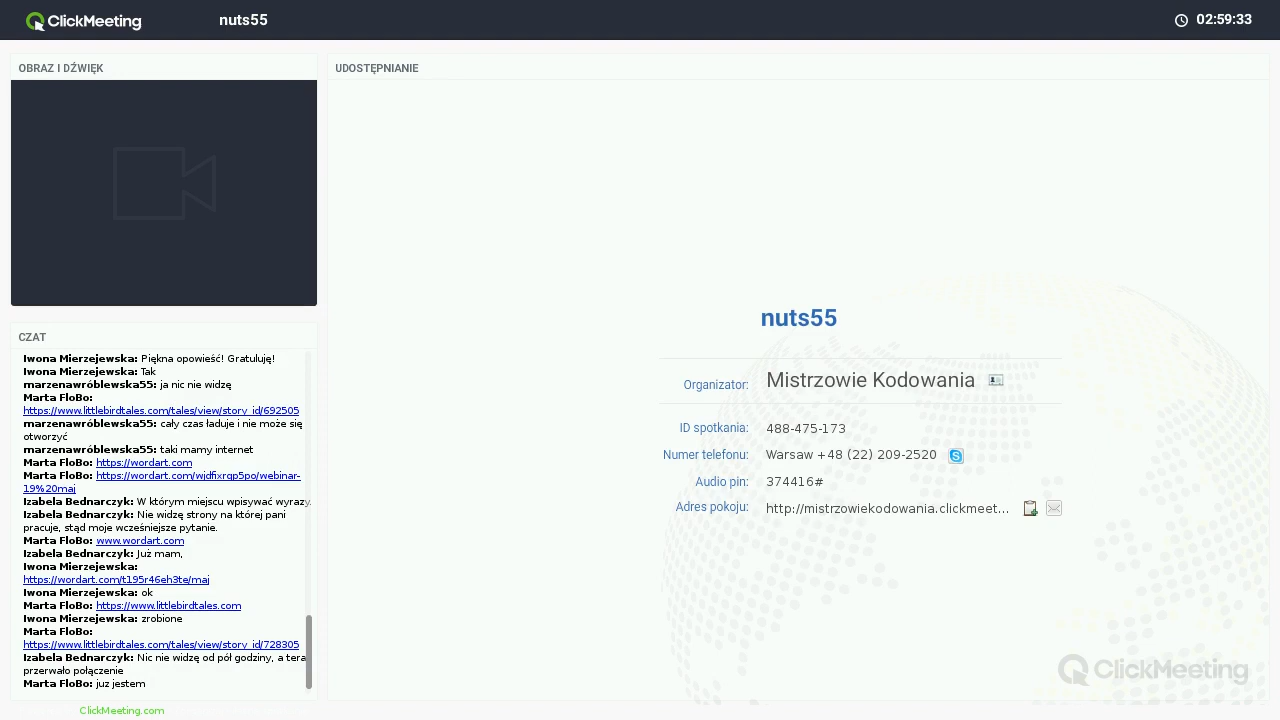 ClickMeeting
nuts55
02:59:33
OBRAZ I DŹWIĘK
UDOSTĘPNIANIE
CZAT
Iwona Mierzejewska: Piękna opowieść! Gratuluję!
Iwona Mierzejewska: Tak
marzenawróblewska55: ja nic nie widzę
Marta FloBo:
https://www.littlebirdtales.com/tales/view/story_id/692505
marzenawróblewska55: cały czas ładuje i nie może się
otworzyć
marzenawróblewska55: taki mamy internet
Marta FloBo: https://wordart.com
Marta FloBo: https://wordart.com/wjdfixrqp5po/webinar-
19%20maj
Izabela Bednarczyk: W którym miejscu wpisywać wyrazy.
Izabela Bednarczyk: Nie widzę strony na której pani
pracuje, stąd moje wcześniejsze pytanie.
Marta FloBo: www.wordart.com
Izabela Bednarczyk: Już mam,
Iwona Mierzejewska:
https://wordart.com/t195r46eh3te/maj
Iwona Mierzejewska: ok
Marta FloBo: https://www.littlebirdtales.com
Iwona Mierzejewska: zrobione
Marta FloBo:
https://www.littlebirdtales.com/tales/view/story_id/728305
Izabela Bednarczyk: Nic nie widzę od pół godziny, a tera
przerwało połączenie
Marta FloBo: juz jestem
ClickMeeting.com
nuts55
Organizator: Mistrzowie Kodowania
ID spotkania: 488-475-173
Numer telefonu: Warsaw +48 (22) 209-2520
Audio pin: 374416#
Adres pokoju: http://mistrzowiekodowania.clickmeet...
ClickMeeting